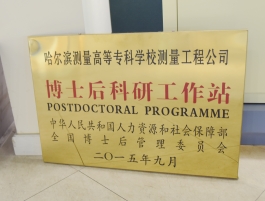 哈尔滨测量高等专科学校测量工程公司
博士后科研工作站
POSTDOCTORAL PROGRAMME
中华人民共和国人力资源和社会保障部
全国博士后管理委员会
二〇一五年九月